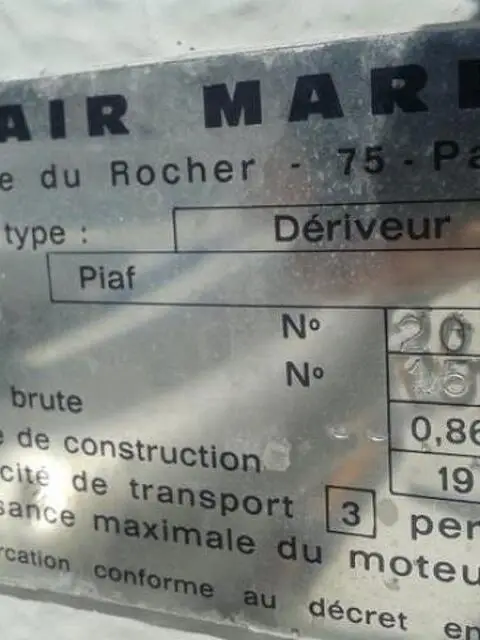 AIR MAR
e du Rocher - 75 - Pa
type : Dériveur
Piaf
N° 20
N° 15
brute 0,86
e de construction 19
cité de transport 3 per
sance maximale du moteu
rcation conforme au décret en